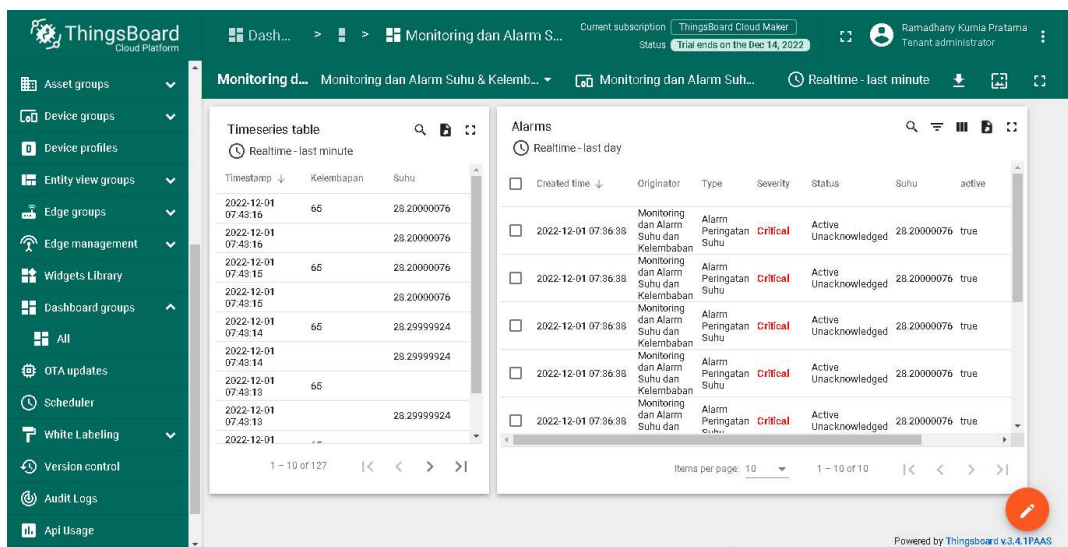 ThingsBoard
Cloud Platform
Dash... > > Monitoring dan Alarm S...
Current subscription ThingsBoard Cloud Maker
Status Trial ends on the Dec 14, 2022
Ramadhany Kurnia Pratama
Tenant administrator
Asset groups
Device groups
Device profiles
Entity view groups
Edge groups
Edge management
Widgets Library
Dashboard groups
All
OTA updates
Scheduler
White Labeling
Version control
Audit Logs
Api Usage
Monitoring d... Monitoring dan Alarm Suhu & Kelemb... Monitoring dan Alarm Suh... Realtime - last minute
Timeseries table
Realtime - last minute
Timestamp Kelembapan Suhu
2022-12-01
07:43:16 65 28.20000076
2022-12-01
07:43:16 28.20000076
2022-12-01
07:43:15 65 28.20000076
2022-12-01
07:43:15 28.20000076
2022-12-01
07:43:14 65 28.29999924
2022-12-01
07:43:14 28.29999924
2022-12-01
07:43:13 65
2022-12-01
07:43:13 28.29999924
2022-12-01
1 – 10 of 127
Alarms
Realtime - last day
Created time Originator Type Severity Status Suhu active
Monitoring
dan Alarm
Suhu dan
Kelembaban
2022-12-01 07:36:38 Alarm
Peringatan
Suhu
Critical Active
Unacknowledged 28.20000076 true
Monitoring
dan Alarm
Suhu dan
Kelembaban
2022-12-01 07:36:38 Alarm
Peringatan
Suhu
Critical Active
Unacknowledged 28.20000076 true
Monitoring
dan Alarm
Suhu dan
Kelembaban
2022-12-01 07:36:38 Alarm
Peringatan
Suhu
Critical Active
Unacknowledged 28.20000076 true
Monitoring
dan Alarm
Suhu dan
Kelembaban
2022-12-01 07:36:38 Alarm
Peringatan
Suhu
Critical Active
Unacknowledged 28.20000076 true
Monitoring
dan Alarm
Suhu dan
2022-12-01 07:36:38 Alarm
Peringatan
Critical Active
Unacknowledged 28.20000076 true
Items per page: 10 1 – 10 of 10
Powered by Thingsboard v.3.4.1PAAS